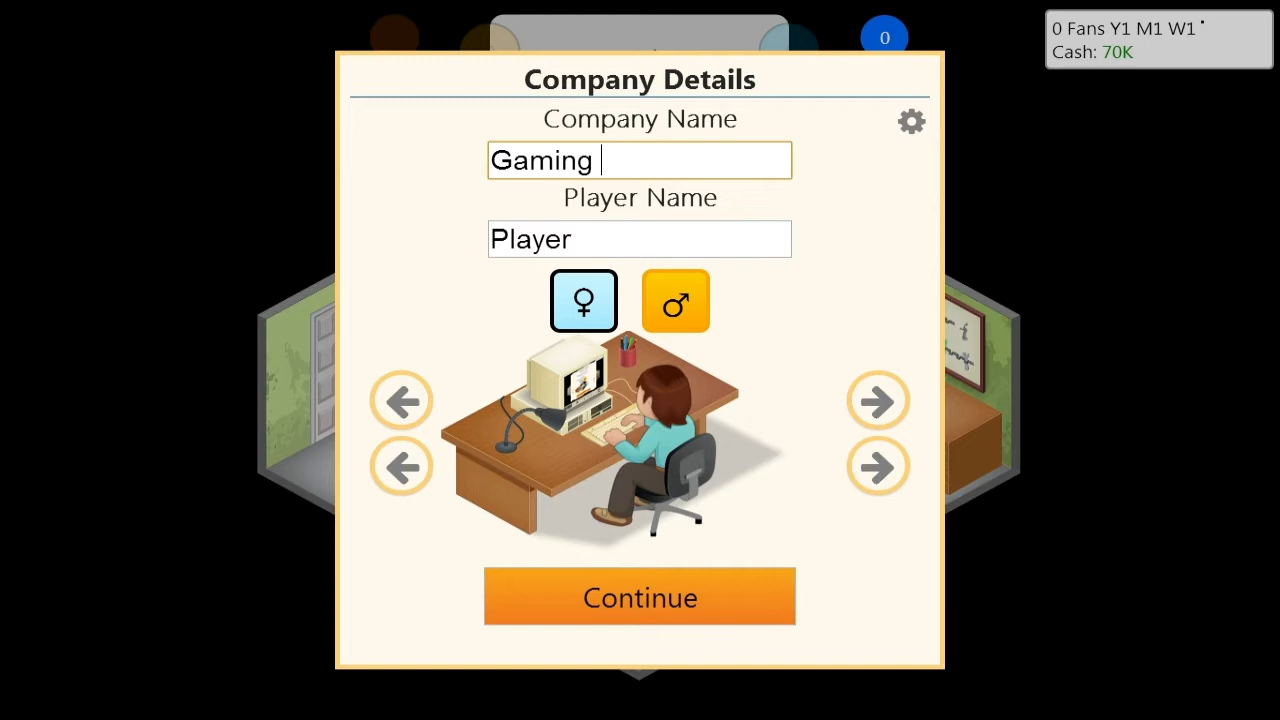 0
0 Fans Y1 M1 W1
Cash: 70K
Company Details
Company Name
Gaming
Player Name
Player
♀ ♂
Continue